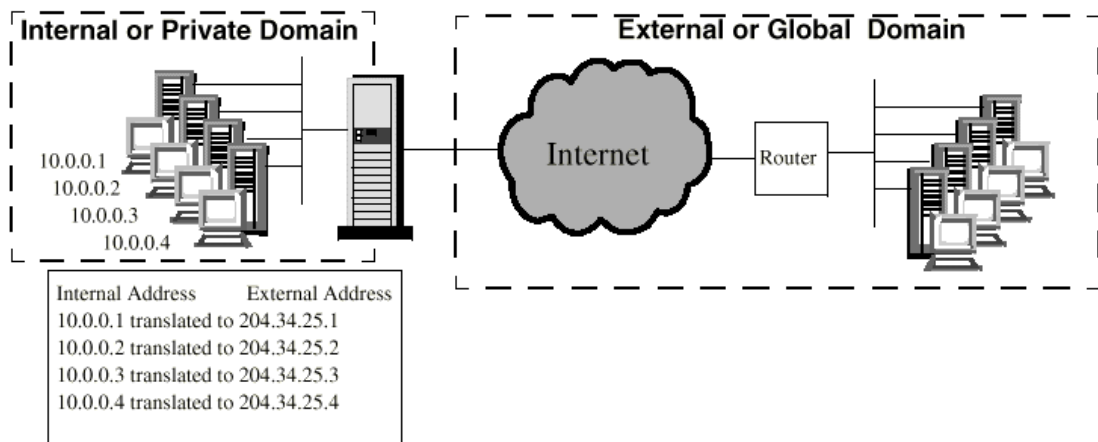 Internal or Private Domain
External or Global Domain
10.0.0.1
10.0.0.2
10.0.0.3
10.0.0.4
Internet
Router
Internal Address External Address
10.0.0.1 translated to 204.34.25.1
10.0.0.2 translated to 204.34.25.2
10.0.0.3 translated to 204.34.25.3
10.0.0.4 translated to 204.34.25.4